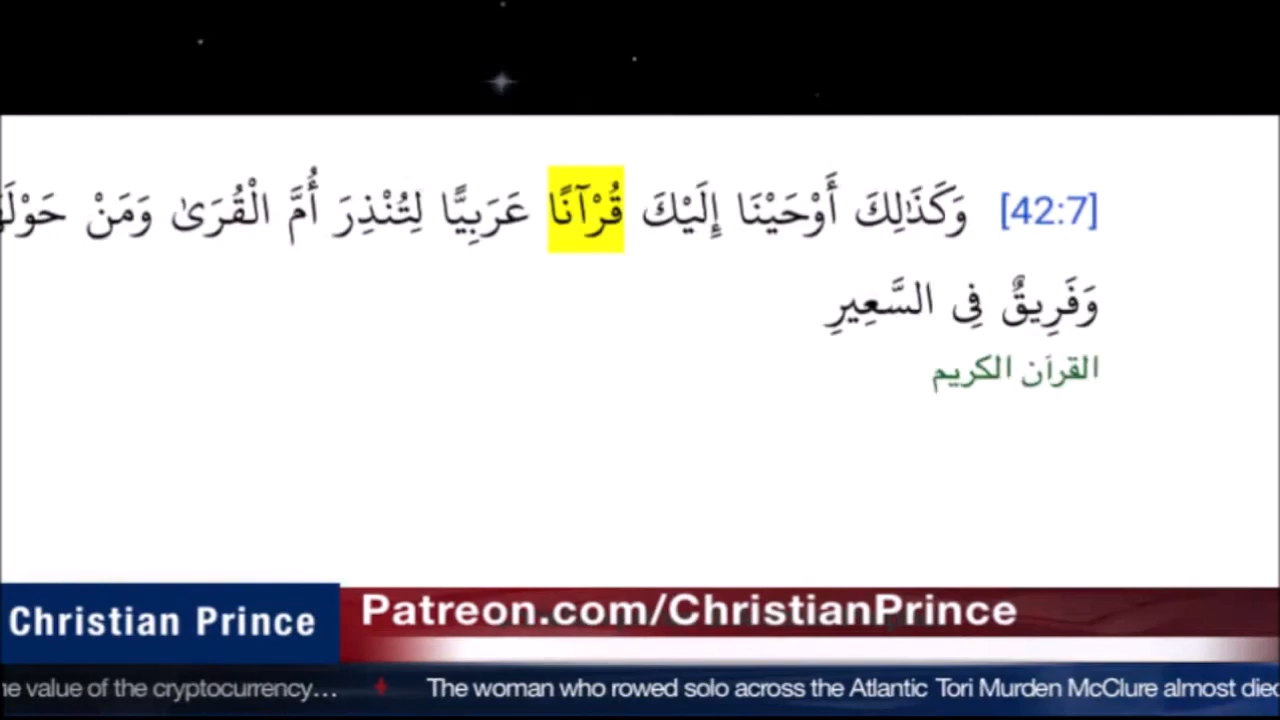 [42:7] وَكَذَٰلِكَ أَوْحَيْنَا إِلَيْكَ قُرْآنًا عَرَبِيًّا لِتُنْذِرَ أُمَّ الْقُرَىٰ وَمَنْ
وَفَرِيقٌ فِى السَّعِيرِ
القرآن الكريم
Christian Prince
Patreon.com/ChristianPrince
value of the cryptocurrency… The woman who rowed solo across the Atlantic Tori Murden McClure almost died